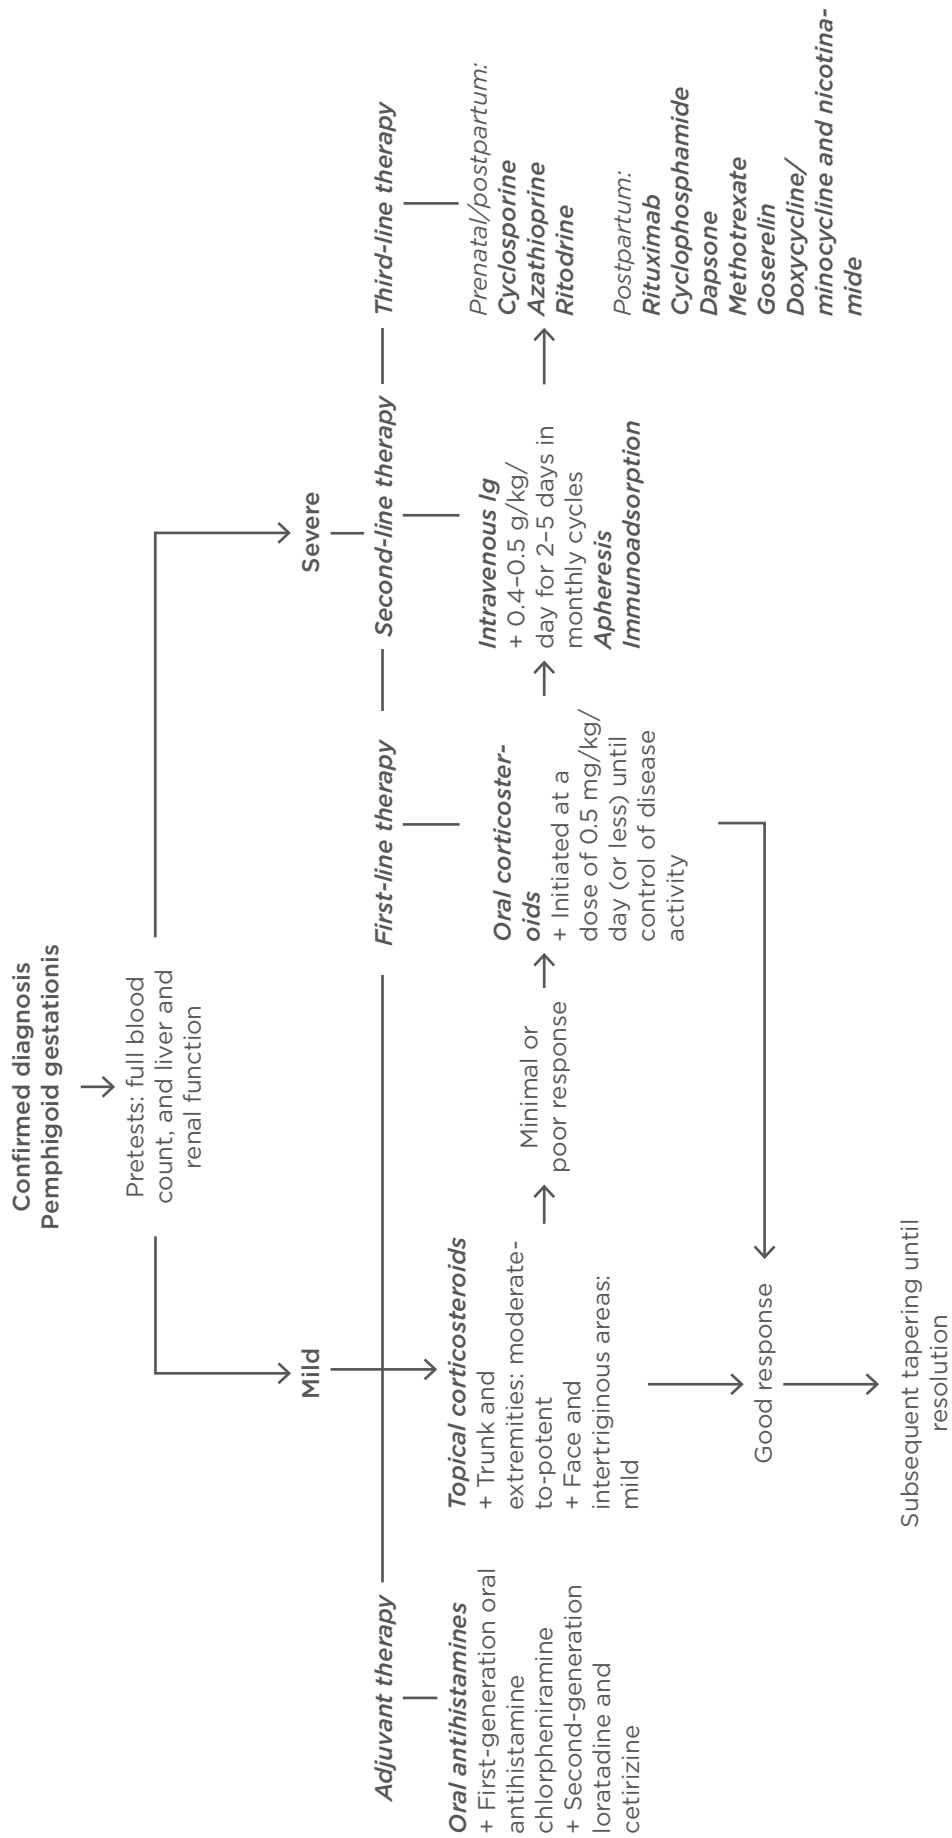 Confirmed diagnosis
Pemphigoid gestationis
Pretests: full blood
count, and liver and
renal function
Mild
Severe
Adjuvant therapy
First-line therapy
Second-line therapy
Third-line therapy
Oral antihistamines
+ First-generation oral
antihistamine
chlorpheniramine
+ Second-generation
loratadine and
cetirizine
Topical corticosteroids
+ Trunk and
extremities: moderate-
to-potent
+ Face and
intertriginous areas:
mild
Minimal or
poor response
Oral corticoster-
oids
+ Initiated at a
dose of 0.5 mg/kg/
day (or less) until
control of disease
activity
Intravenous Ig
+ 0.4–0.5 g/kg/
day for 2–5 days in
monthly cycles
Apheresis
Immunoadsorption
Prenatal/postpartum:
Cyclosporine
Azathioprine
Ritodrine
Postpartum:
Rituximab
Cyclophosphamide
Dapsone
Methotrexate
Goserelin
Doxycycline/
minocycline and nicotina-
mide
Good response
Subsequent tapering until
resolution